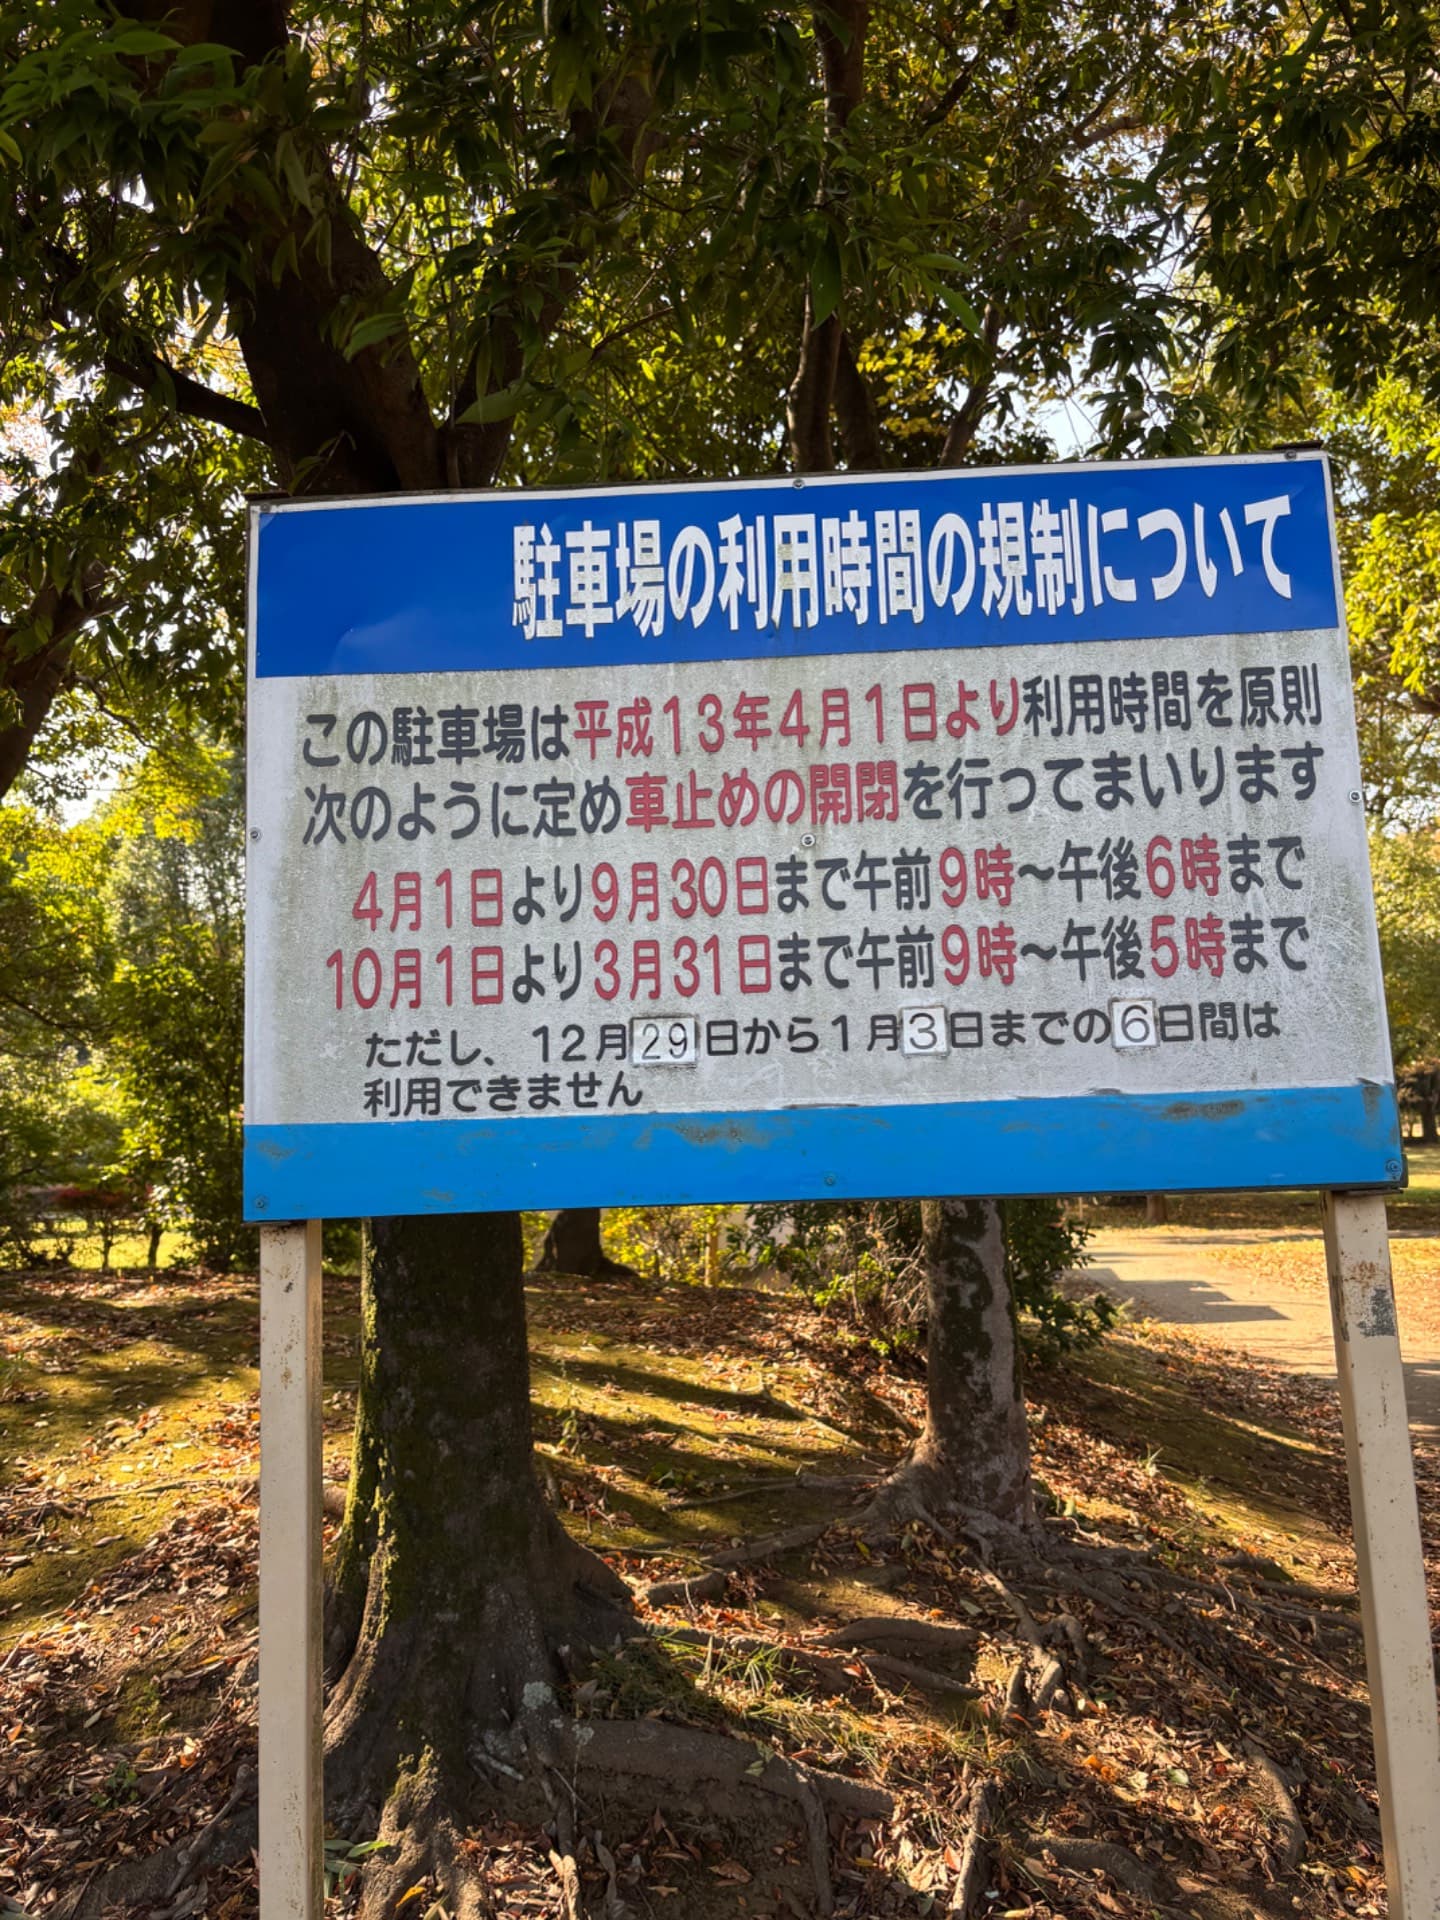 駐車場の利用時間の規制について
この駐車場は平成13年4月1日より利用時間を原則
次のように定め車止めの開閉を行ってまいります
4月1日より9月30日まで午前9時〜午後6時まで
10月1日より3月31日まで午前9時〜午後5時まで
ただし、12月29日から1月3日までの6日間は
利用できません